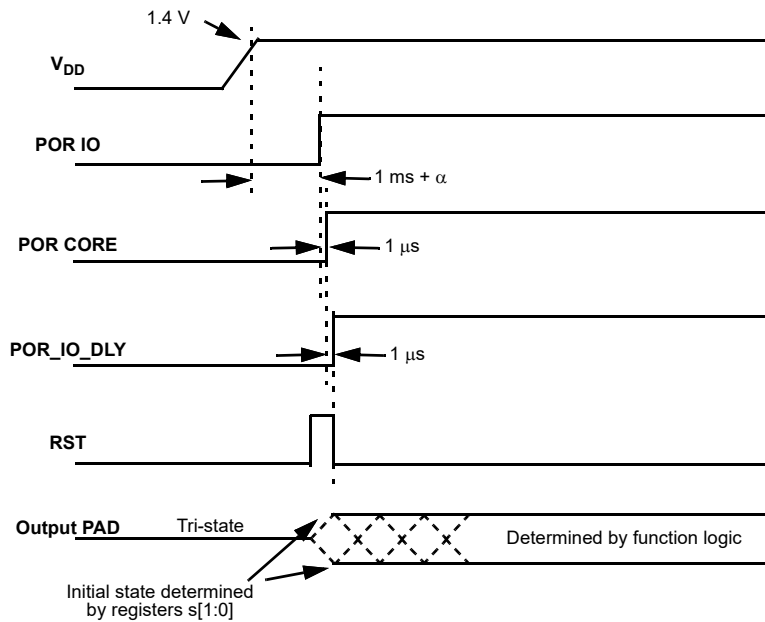 1.4 V
VDD
POR IO
1 ms + α
POR CORE
1 μs
POR_IO_DLY
1 μs
RST
Output PAD
Tri-state
Determined by function logic
Initial state determined
by registers s[1:0]